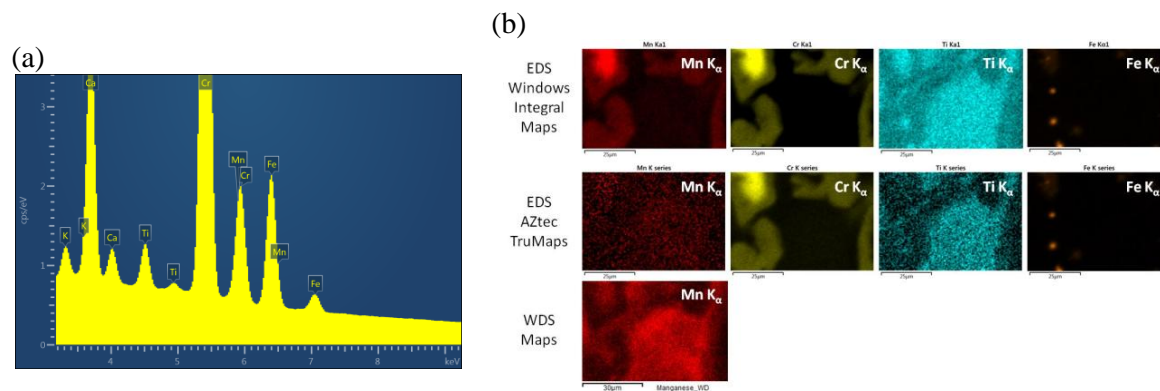 (a)
Ca
Cr
Mn
Cr
Fe
K
K
Ca
Ti
Ti
Mn
Fe
3
2
1
0
cps/eV
4
5
6
7
8
keV
(b)
Mn Ka1
Cr Ka1
Ti Ka1
Fe Ka1
EDS
Windows
Integral
Maps
Mn Kα
Cr Kα
Ti Kα
Fe Kα
25μm
25μm
25μm
25μm
Mn K series
Cr K series
Ti K series
Fe K series
EDS
AZtec
TruMaps
Mn Kα
Cr Kα
Ti Kα
Fe Kα
25μm
25μm
25μm
25μm
WDS
Maps
Mn Kα
30μm
Manganese_WD